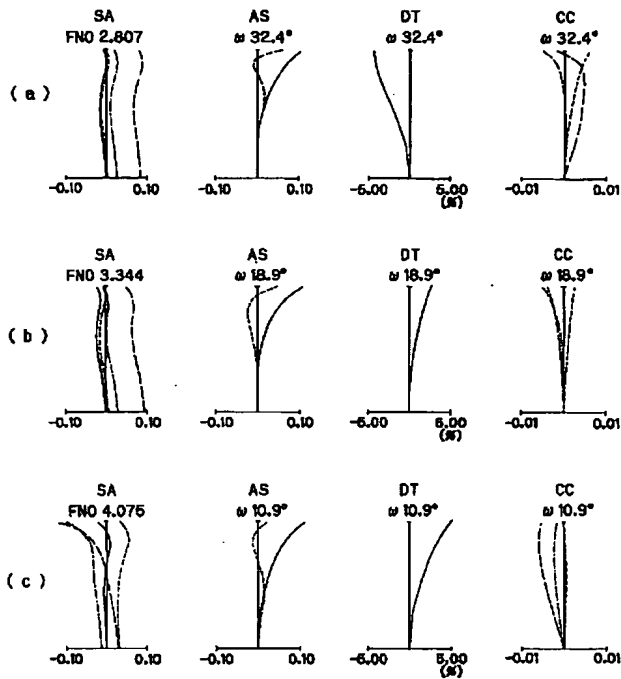 SA AS DT CC
FNO 2.807 ω 32.4° ω 32.4° ω 32.4°
( a )
-0.10 0.10 -0.10 0.10 -5.00 5.00 -0.01 0.01
(%)
SA AS DT CC
FNO 3.344 ω 18.9° ω 18.9° ω 18.9°
( b )
-0.10 0.10 -0.10 0.10 -5.00 5.00 -0.01 0.01
(%)
SA AS DT CC
FNO 4.075 ω 10.9° ω 10.9° ω 10.9°
( c )
-0.10 0.10 -0.10 0.10 -5.00 5.00 -0.01 0.01
(%)